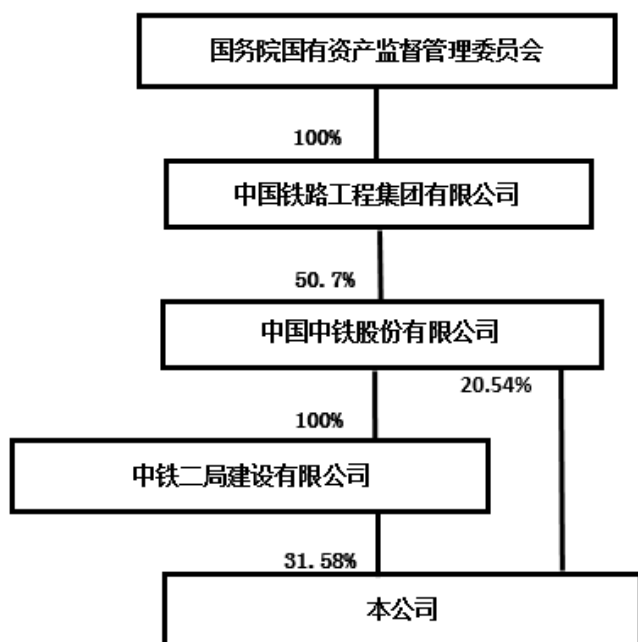 国务院国有资产监督管理委员会
100%
中国铁路工程集团有限公司
50.7%
中国中铁股份有限公司
20.54%
100%
中铁二局建设有限公司
31.58%
本公司